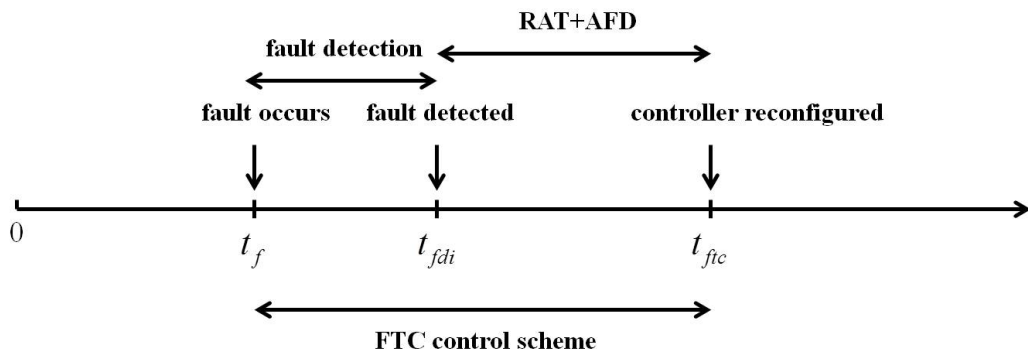 RAT+AFD
fault detection
fault occurs
fault detected
controller reconfigured
0
t_f
t_fdi
t_ftc
FTC control scheme